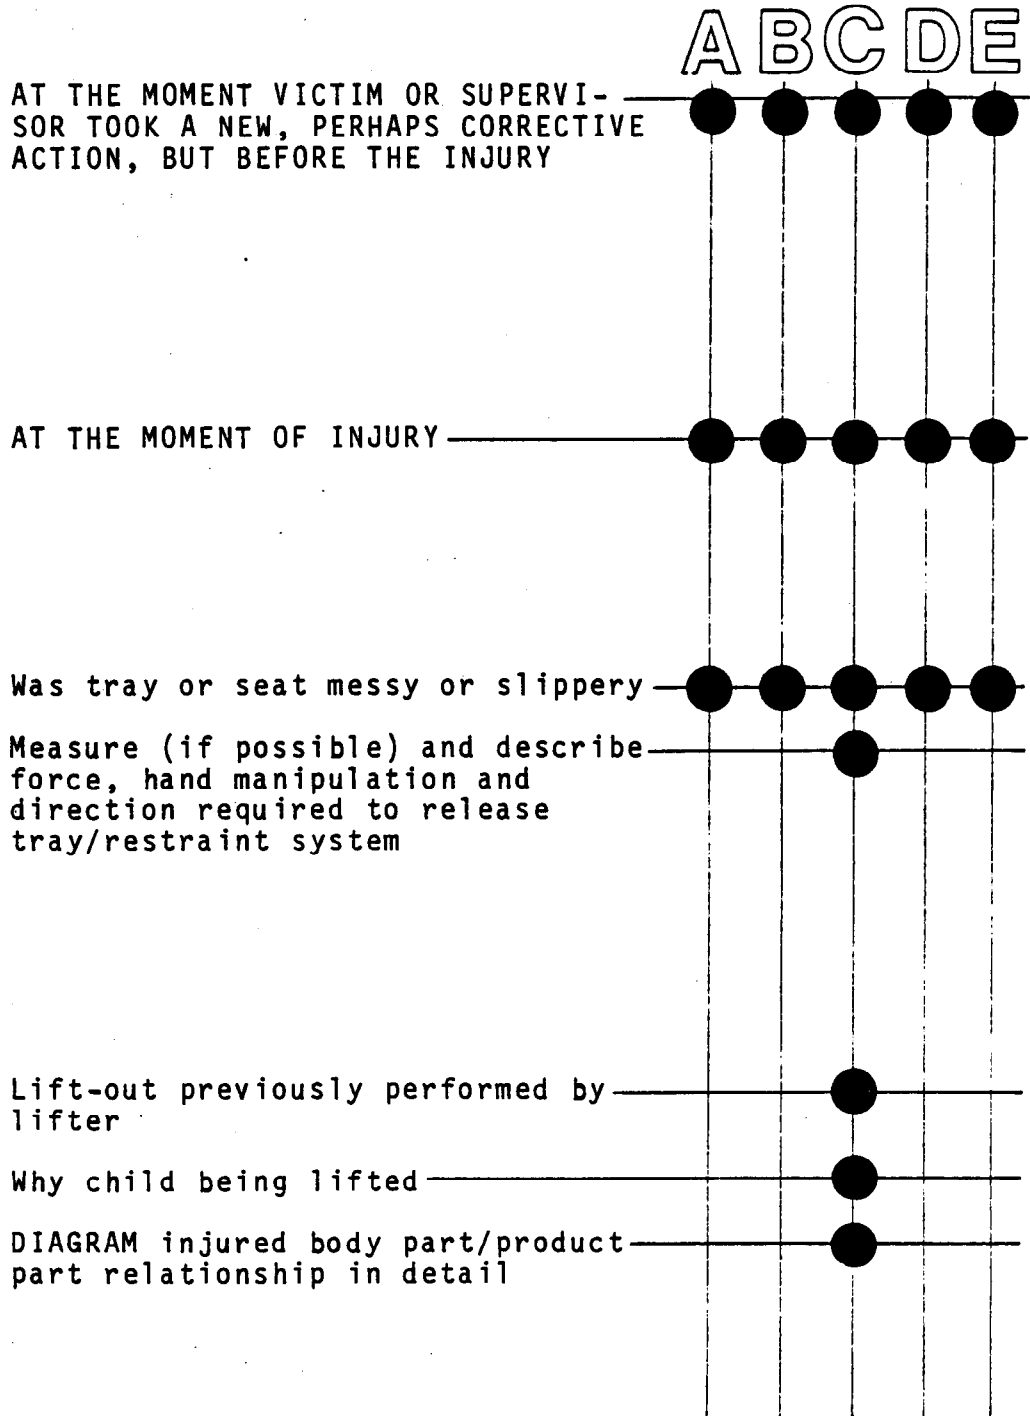 A B C D E
AT THE MOMENT VICTIM OR SUPERVI-
SOR TOOK A NEW, PERHAPS CORRECTIVE
ACTION, BUT BEFORE THE INJURY
AT THE MOMENT OF INJURY
Was tray or seat messy or slippery
Measure (if possible) and describe
force, hand manipulation and
direction required to release
tray/restraint system
Lift-out previously performed by
lifter
Why child being lifted
DIAGRAM injured body part/product
part relationship in detail